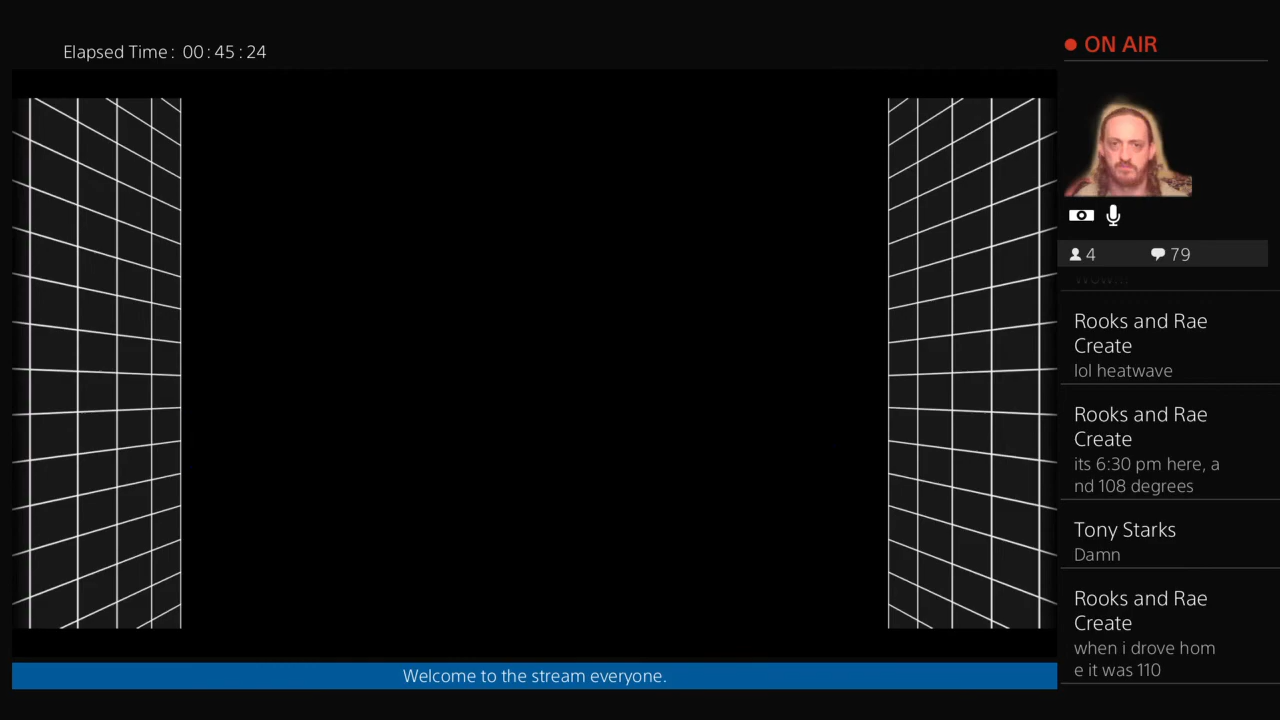 Elapsed Time: 00:45:24
ON AIR
4
79
Rooks and Rae
Create
lol heatwave
Rooks and Rae
Create
its 6:30 pm here, a
nd 108 degrees
Tony Starks
Damn
Rooks and Rae
Create
when i drove hom
e it was 110
Welcome to the stream everyone.